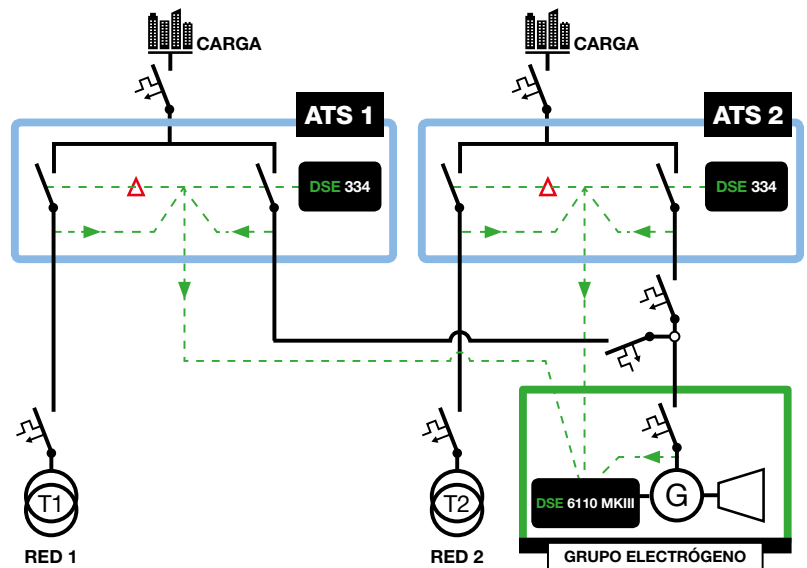 CARGA
CARGA
ATS 1
ATS 2
DSE 334
DSE 334
T1
T2
DSE 6110 MKIII
G
RED 1
RED 2
GRUPO ELECTRÓGENO